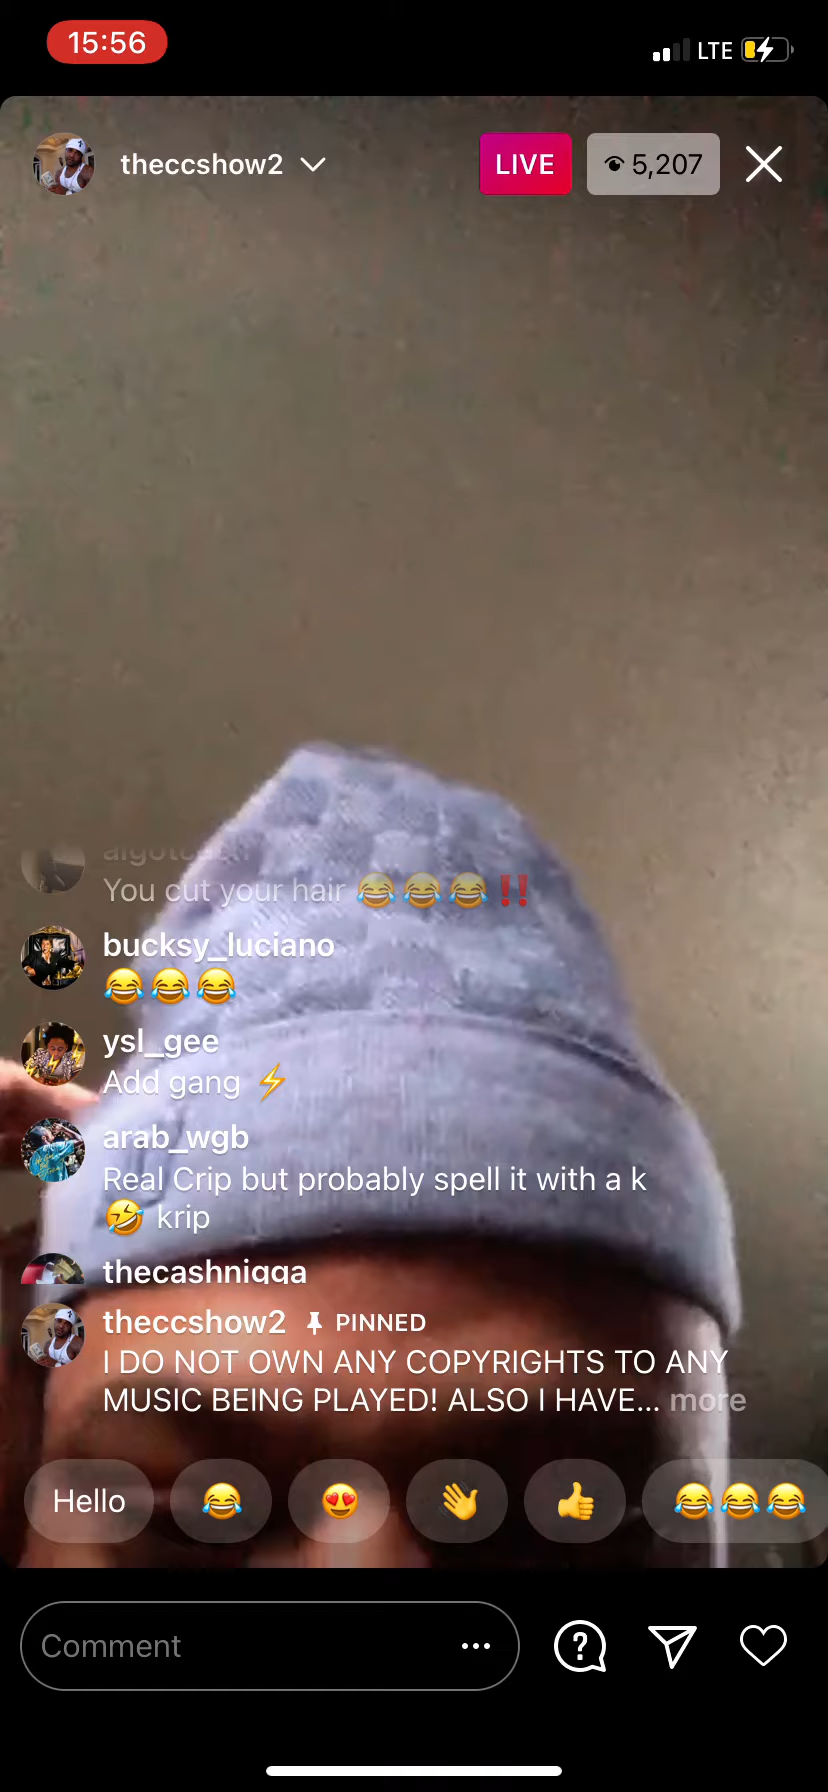 15:56
LTE
theccshow2
LIVE
5,207
You cut your hair 😂😂😂‼️
bucksy_luciano
😂😂😂
ysl_gee
Add gang ⚡
arab_wgb
Real Crip but probably spell it with a k
🤣 krip
thecashnigga
theccshow2 📌 PINNED
I DO NOT OWN ANY COPYRIGHTS TO ANY
MUSIC BEING PLAYED! ALSO I HAVE... more
Hello 😂 😍 👋 👍 😂😂😂
Comment